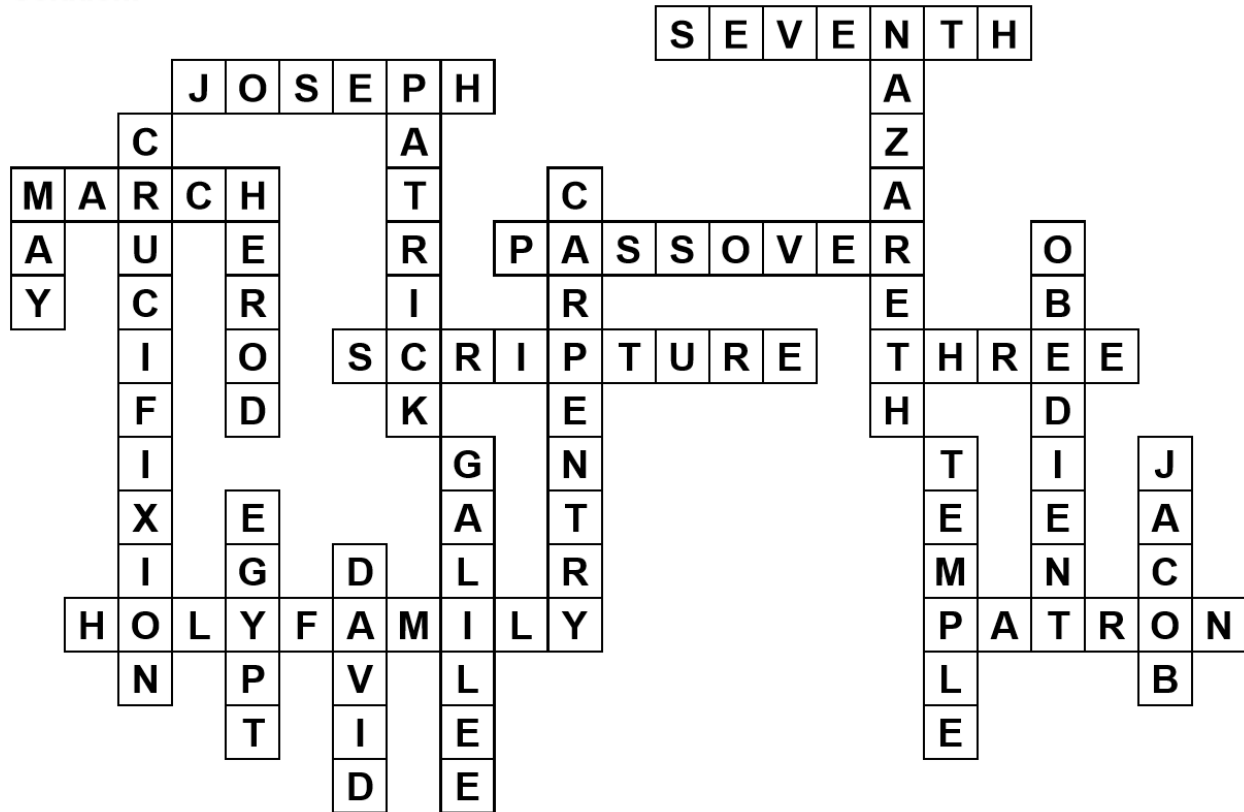 SEVENTH
NAZARETH
JOSEPH
PATRICK
CRUCIFIXION
MARCH
MAY
HEROD
CARPENTRY
PASSOVER
OBEDIENT
SCRIPTURE
THREE
GALILEE
TEMPLE
JACOB
EGYPT
DAVID
HOLYFAMILY
PATRON